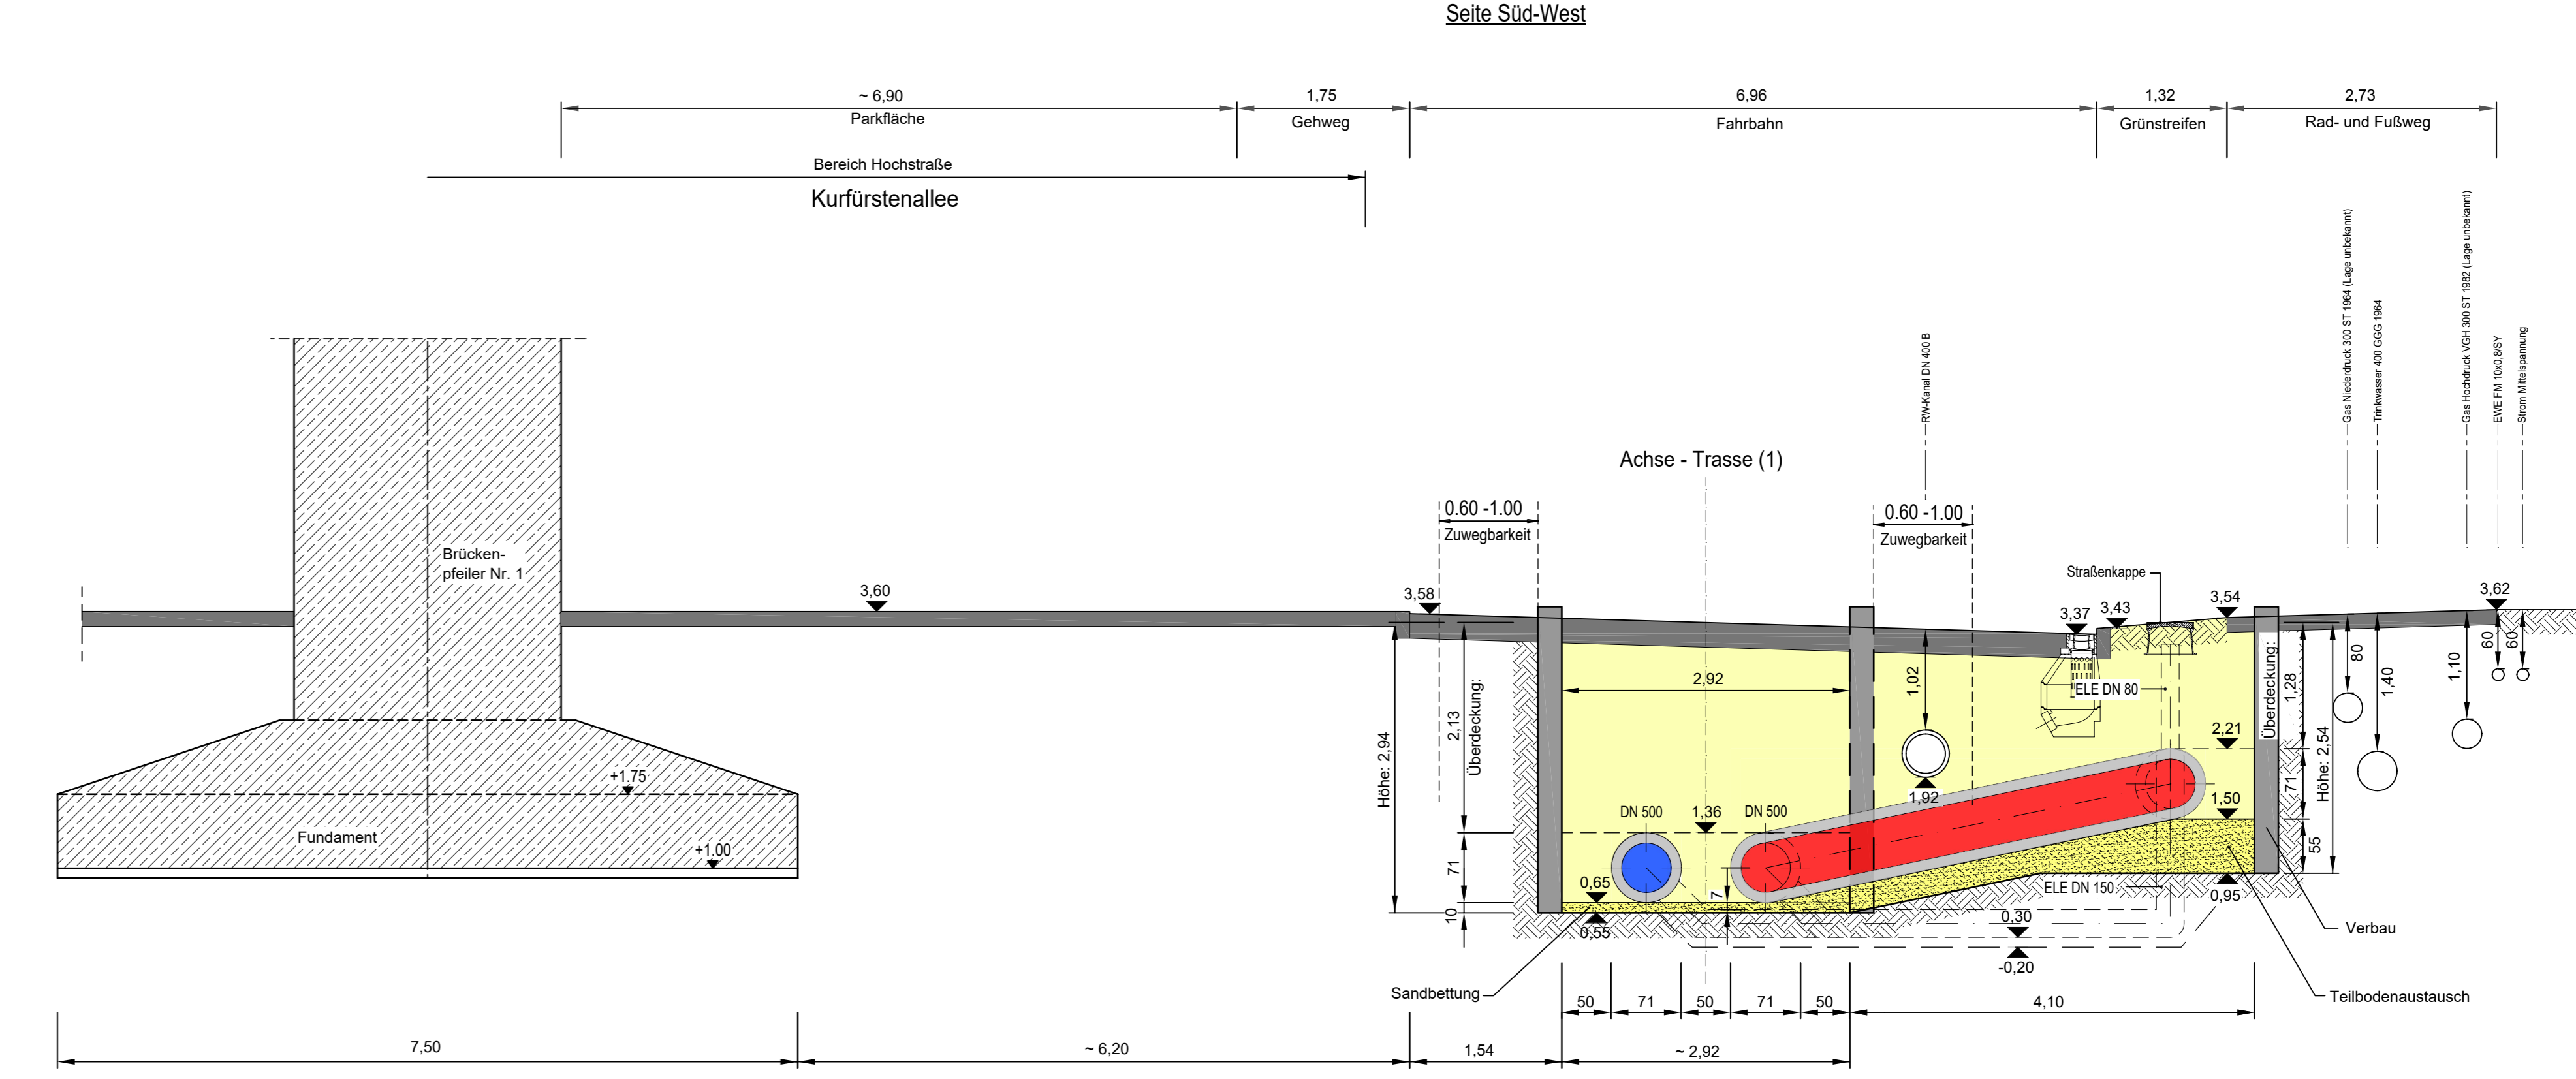 Seite Süd-West
~ 6,90
1,75
6,96
1,32
2,73
Parkfläche
Gehweg
Fahrbahn
Grünstreifen
Rad- und Fußweg
Bereich Hochstraße
Kurfürstenallee
Gas Niederdruck 300 ST 1964 (Lage unbekannt)
Trinkwasser 400 GGG 1964
Gas Hochdruck VGH 300 ST 1982 (Lage unbekannt)
EWE FM 10x0,8/SY
Strom Mittelspannung
RW-Kanal DN 400 B
Achse - Trasse (1)
0.60 -1.00
Zuwegbarkeit
0.60 -1.00
Zuwegbarkeit
Brücken-
pfeiler Nr. 1
Straßenkappe
3,60
3,58
3,37
3,43
3,54
3,62
2,92
1,02
ELE DN 80
Überdeckung:
1,28
80
1,40
1,10
60
60
2,13
Überdeckung:
Höhe: 2,94
2,21
71
Höhe: 2,54
+1.75
1,92
1,50
DN 500
1,36
DN 500
Fundament
+1.00
71
55
0,65
7
ELE DN 150
0,95
10
0,55
0,30
-0,20
Verbau
Sandbettung
Teilbodenaustausch
50
71
50
71
50
4,10
7,50
~ 6,20
1,54
~ 2,92